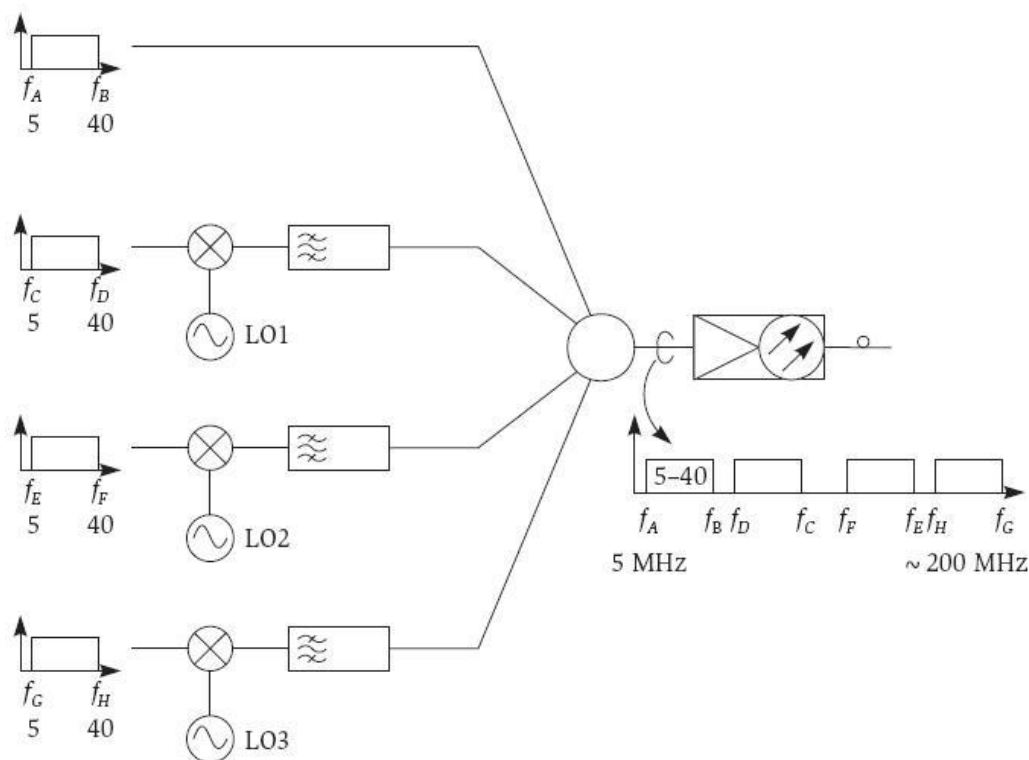 f_A f_B
5 40
f_C f_D
5 40
LO1
f_E f_F
5 40
LO2
f_G f_H
5 40
LO3
5–40
f_A f_B f_D f_C f_F f_E f_H f_G
5 MHz ~ 200 MHz